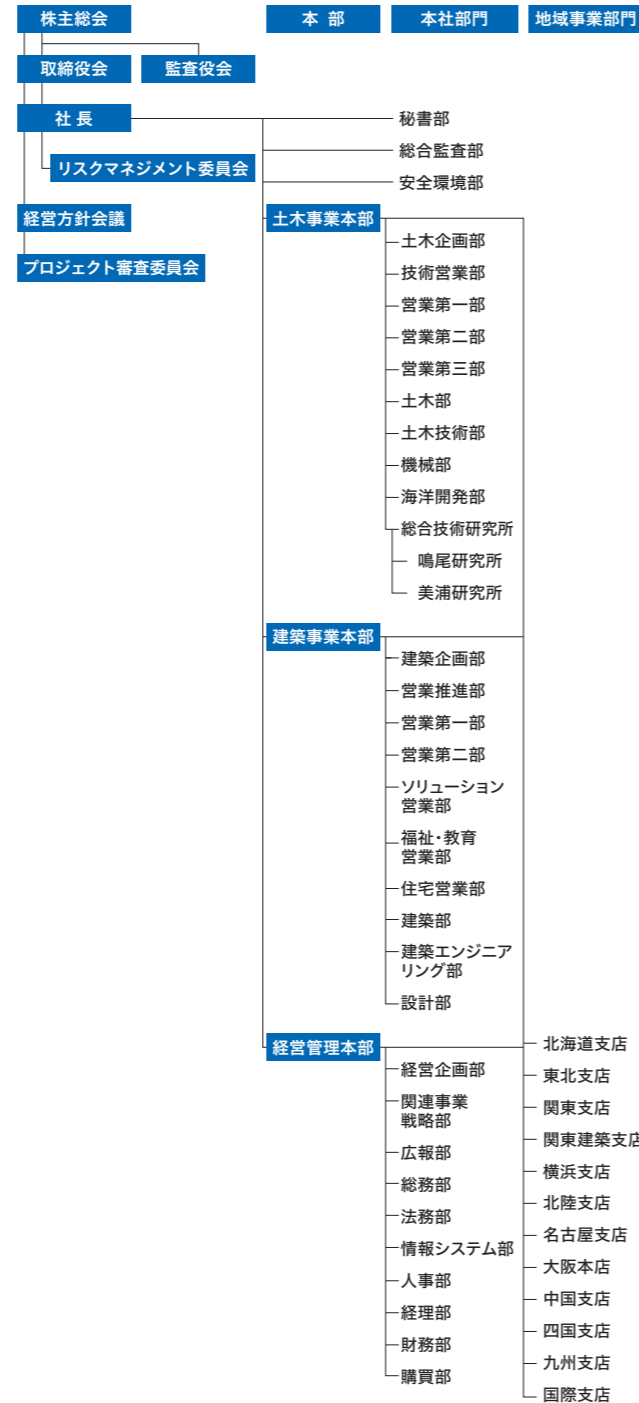 株主総会
本 部
本社部門
地域事業部門
取締役会
監査役会
社 長
リスクマネジメント委員会
経営方針会議
プロジェクト審査委員会
秘書部
総合監査部
安全環境部
土木事業本部
土木企画部
技術営業部
営業第一部
営業第二部
営業第三部
土木部
土木技術部
機械部
海洋開発部
総合技術研究所
鳴尾研究所
美浦研究所
建築事業本部
建築企画部
営業推進部
営業第一部
営業第二部
ソリューション
営業部
福祉・教育
営業部
住宅営業部
建築部
建築エンジニア
リング部
設計部
経営管理本部
経営企画部
関連事業
戦略部
広報部
総務部
法務部
情報システム部
人事部
経理部
財務部
購買部
北海道支店
東北支店
関東支店
関東建築支店
横浜支店
北陸支店
名古屋支店
大阪本店
中国支店
四国支店
九州支店
国際支店